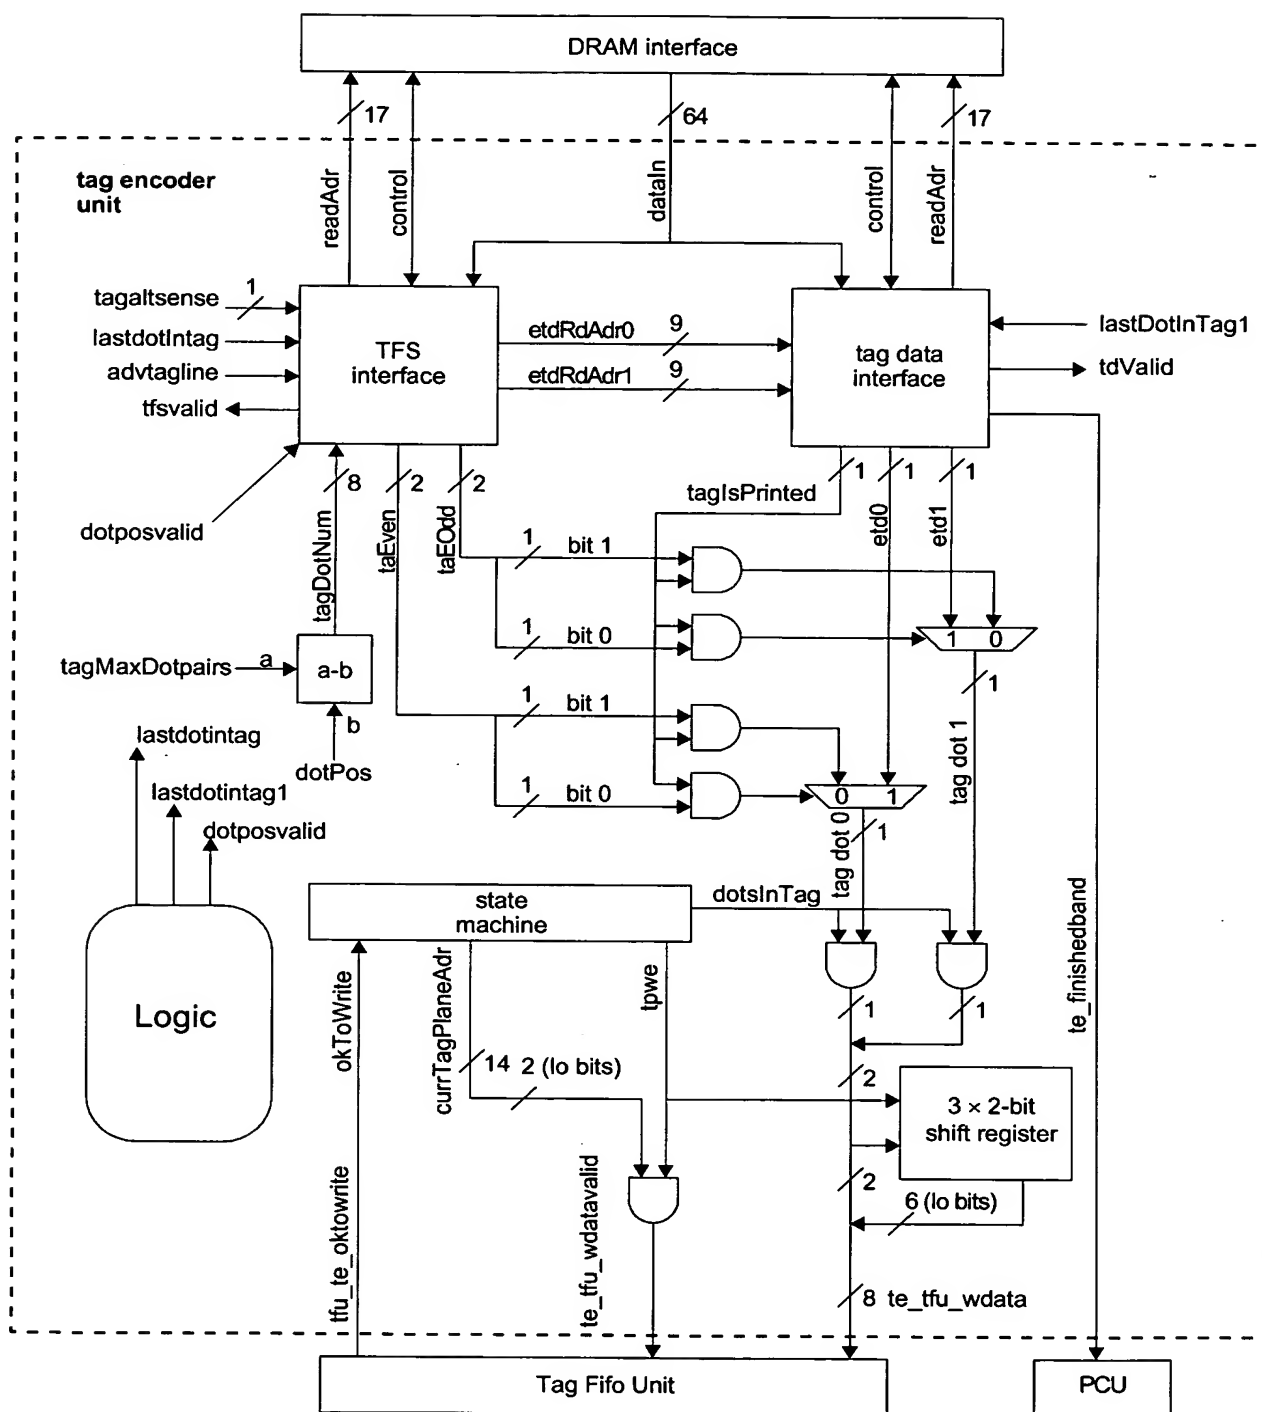 DRAM interface
17
64
17
tag encoder
unit
readAdr
control
dataIn
control
readAdr
tagaltsense
1
lastdotIntag
advtagline
tfsvalid
dotposvalid
TFS
interface
etdRdAdr0
9
etdRdAdr1
9
tag data
interface
lastDotInTag1
tdValid
8
2
2
1
1
1
tagIsPrinted
tagDotNum
taEven
taEOdd
etd0
etd1
1
bit 1
1
bit 0
1 0
1
tagMaxDotpairs
a
a-b
b
dotPos
1
bit 1
1
bit 0
0 1
1
tag dot 0
tag dot 1
lastdotintag
lastdotintag1
dotposvalid
Logic
state
machine
dotsInTag
okToWrite
currTagPlaneAdr
tpwe
14
2 (lo bits)
1
1
2
3 × 2-bit
shift register
2
6 (lo bits)
te_finishedband
tfu_te_oktowrite
te_tfu_wdatavalid
8 te_tfu_wdata
Tag Fifo Unit
PCU